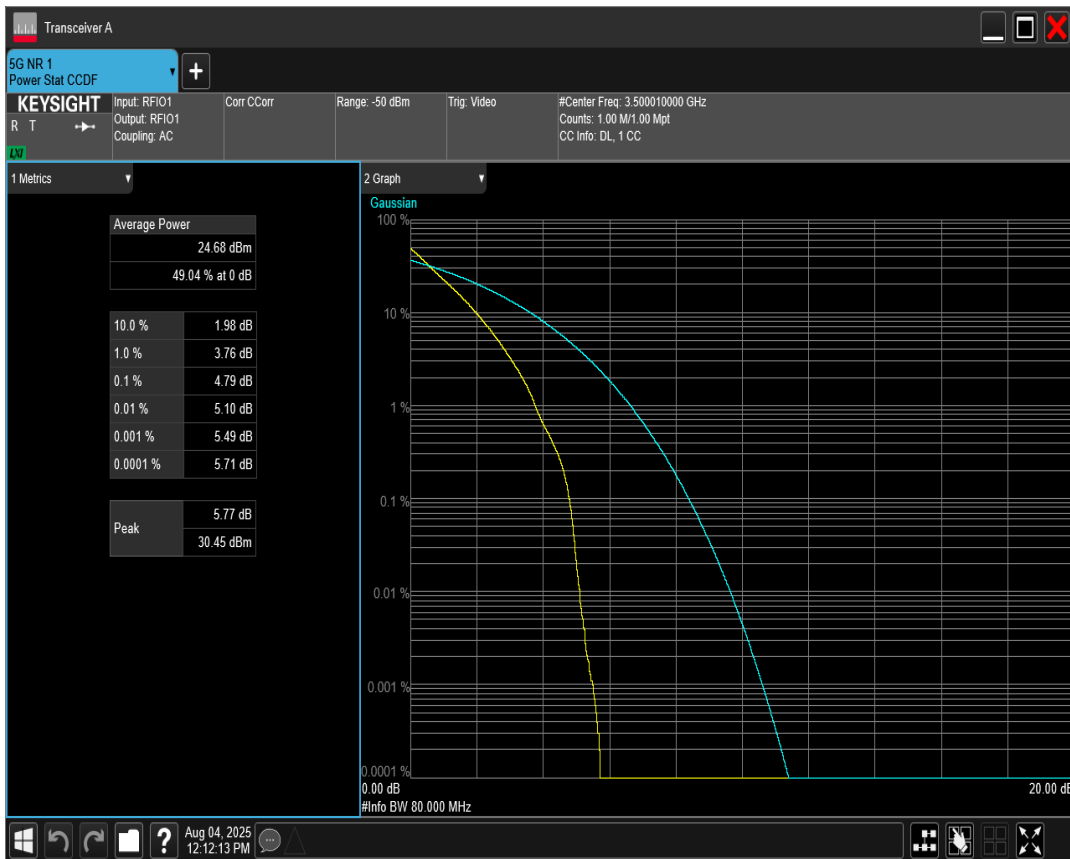 Transceiver A
5G NR 1
Power Stat CCDF
KEYSIGHT
R T
LXI
Input: RFIO1
Output: RFIO1
Coupling: AC
Corr CCorr
Range: -50 dBm
Trig: Video
#Center Freq: 3.500010000 GHz
Counts: 1.00 M/1.00 Mpt
CC Info: DL, 1 CC
1 Metrics
Average Power
24.68 dBm
49.04 % at 0 dB
10.0 % 1.98 dB
1.0 % 3.76 dB
0.1 % 4.79 dB
0.01 % 5.10 dB
0.001 % 5.49 dB
0.0001 % 5.71 dB
Peak
5.77 dB
30.45 dBm
2 Graph
Gaussian
100 %
10 %
1 %
0.1 %
0.01 %
0.001 %
0.0001 %
0.00 dB 20.00 dB
#Info BW 80.000 MHz
?
Aug 04, 2025
12:12:13 PM